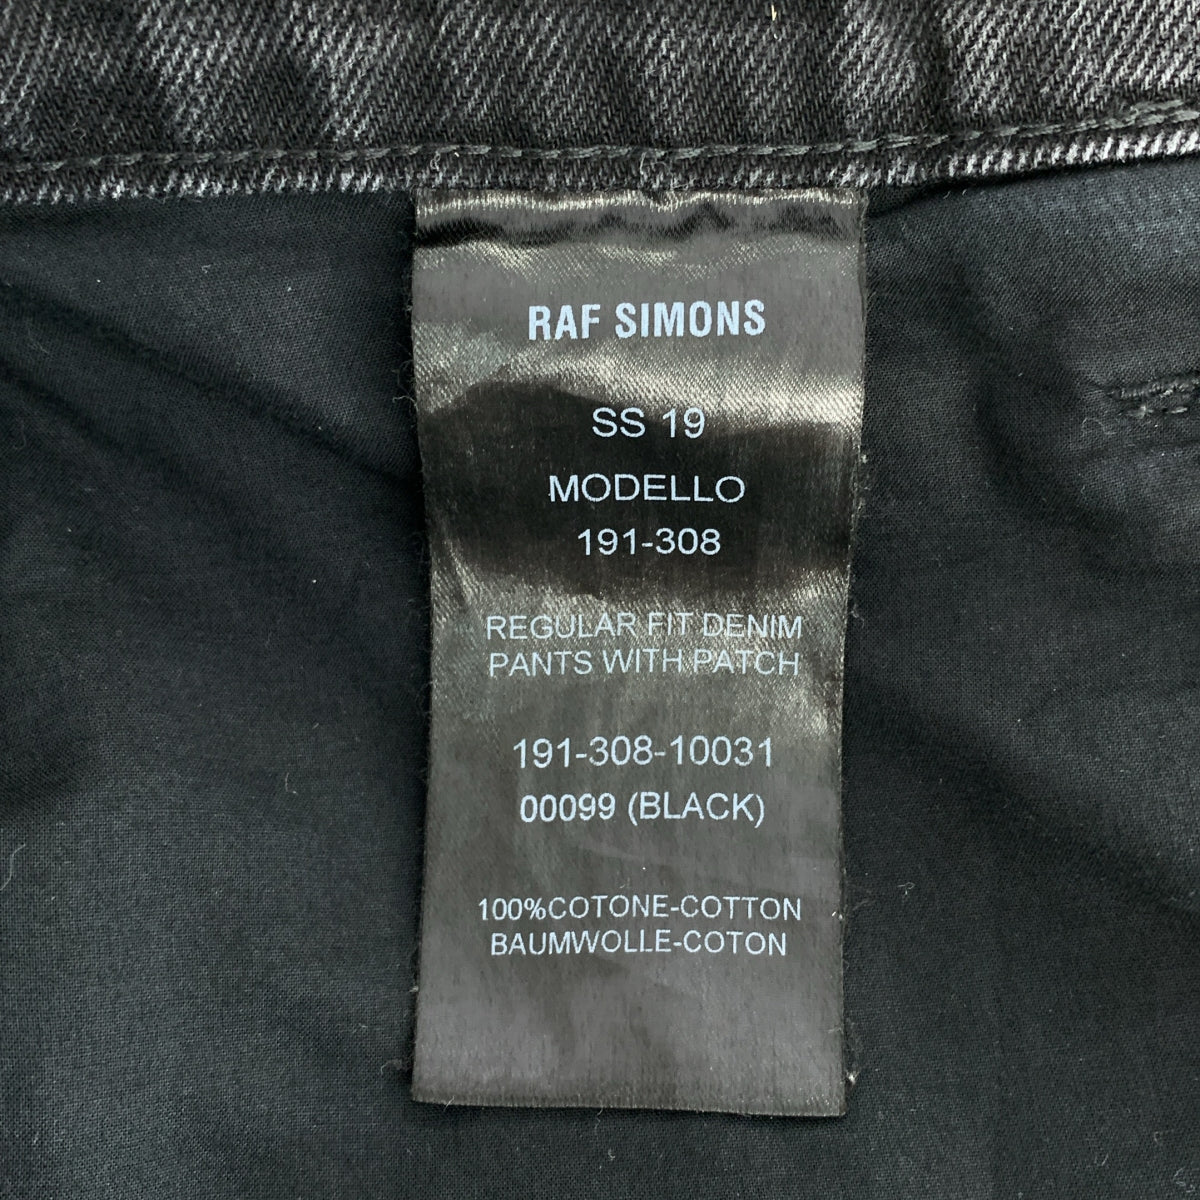 RAF SIMONS
SS 19
MODELLO
191-308
REGULAR FIT DENIM
PANTS WITH PATCH
191-308-10031
00099 (BLACK)
100%COTONE-COTTON
BAUMWOLLE-COTON